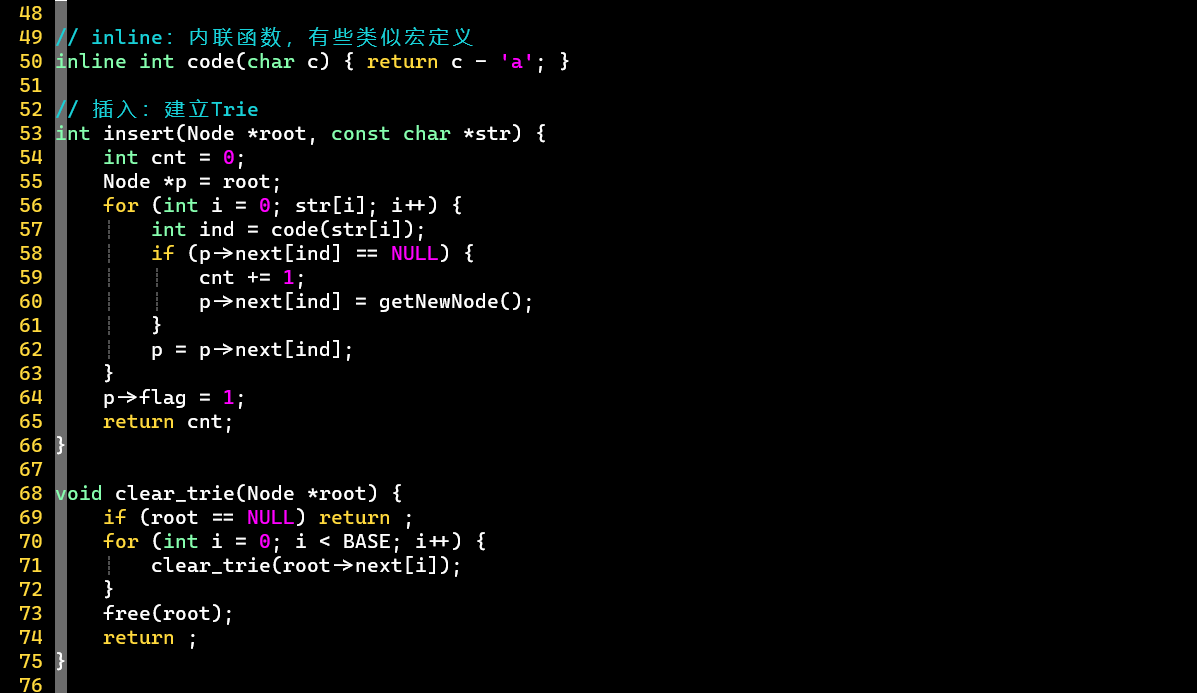 48
49 // inline: 内联函数, 有些类似宏定义
50 inline int code(char c) { return c - 'a'; }
51
52 // 插入: 建立Trie
53 int insert(Node *root, const char *str) {
54     int cnt = 0;
55     Node *p = root;
56     for (int i = 0; str[i]; i++) {
57         int ind = code(str[i]);
58         if (p->next[ind] == NULL) {
59             cnt += 1;
60             p->next[ind] = getNewNode();
61         }
62         p = p->next[ind];
63     }
64     p->flag = 1;
65     return cnt;
66 }
67
68 void clear_trie(Node *root) {
69     if (root == NULL) return ;
70     for (int i = 0; i < BASE; i++) {
71         clear_trie(root->next[i]);
72     }
73     free(root);
74     return ;
75 }
76